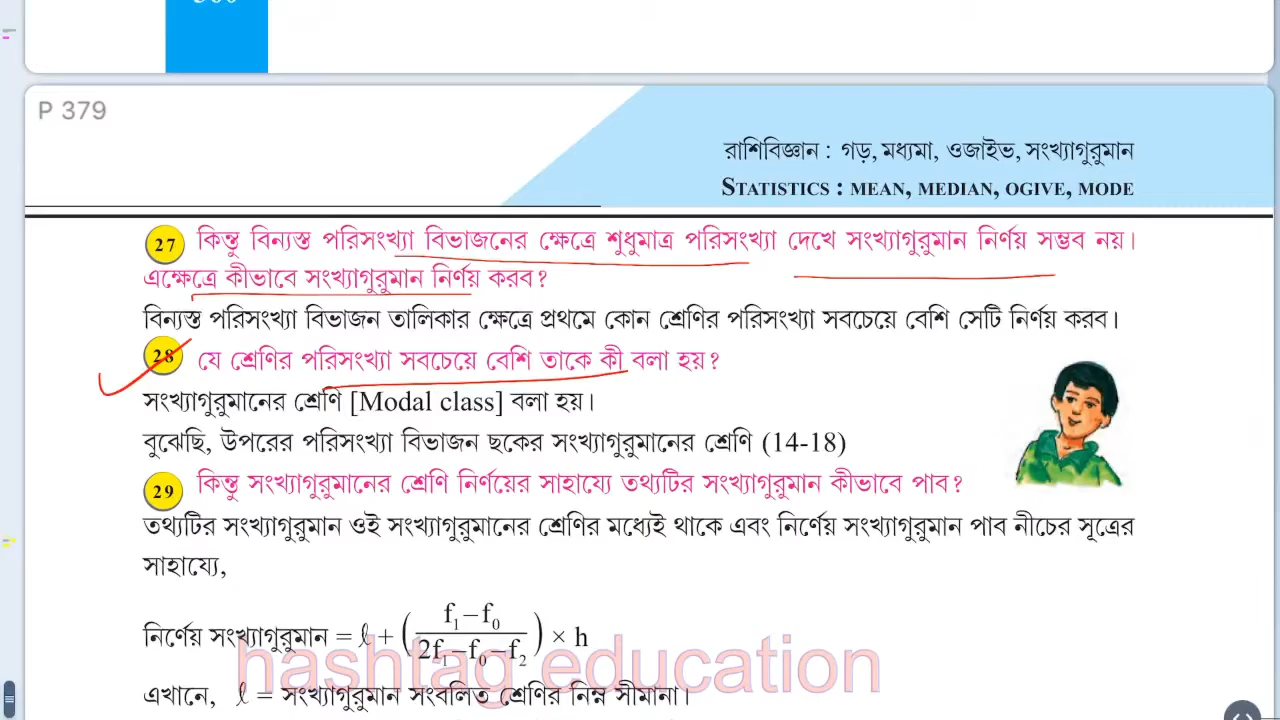 P 379
রাশিবিজ্ঞান : গড়, মধ্যমা, ওজাইভ, সংখ্যাগুরুমান
STATISTICS : MEAN, MEDIAN, OGIVE, MODE
27 কিন্তু বিন্যস্ত পরিসংখ্যা বিভাজনের ক্ষেত্রে শুধুমাত্র পরিসংখ্যা দেখে সংখ্যাগুরুমান নির্ণয় সম্ভব নয়।
এক্ষেত্রে কীভাবে সংখ্যাগুরুমান নির্ণয় করব?
বিন্যস্ত পরিসংখ্যা বিভাজন তালিকার ক্ষেত্রে প্রথমে কোন শ্রেণির পরিসংখ্যা সবচেয়ে বেশি সেটি নির্ণয় করব।
28 যে শ্রেণির পরিসংখ্যা সবচেয়ে বেশি তাকে কী বলা হয়?
সংখ্যাগুরুমানের শ্রেণি [Modal class] বলা হয়।
বুঝেছি, উপরের পরিসংখ্যা বিভাজন ছকের সংখ্যাগুরুমানের শ্রেণি (14-18)
29 কিন্তু সংখ্যাগুরুমানের শ্রেণি নির্ণয়ের সাহায্যে তথ্যটির সংখ্যাগুরুমান কীভাবে পাব?
তথ্যটির সংখ্যাগুরুমান ওই সংখ্যাগুরুমানের শ্রেণির মধ্যেই থাকে এবং নির্ণেয় সংখ্যাগুরুমান পাব নীচের সূত্রের
সাহায্যে,
নির্ণেয় সংখ্যাগুরুমান = ℓ + (f₁–f₀ / 2f₁–f₀–f₂) × h
hashtag education
এখানে, ℓ = সংখ্যাগুরুমান সংবলিত শ্রেণির নিম্ন সীমানা।